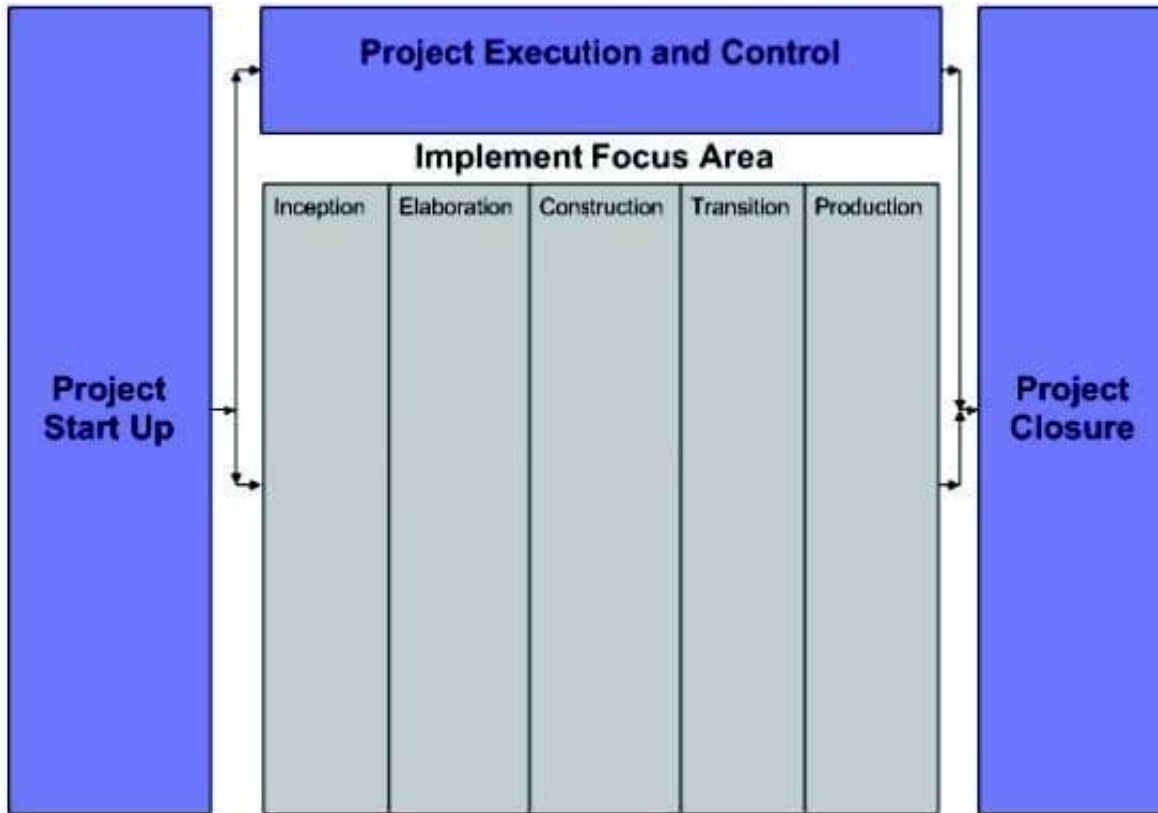 Project Execution and Control
Implement Focus Area
Inception
Elaboration
Construction
Transition
Production
Project
Start Up
Project
Closure